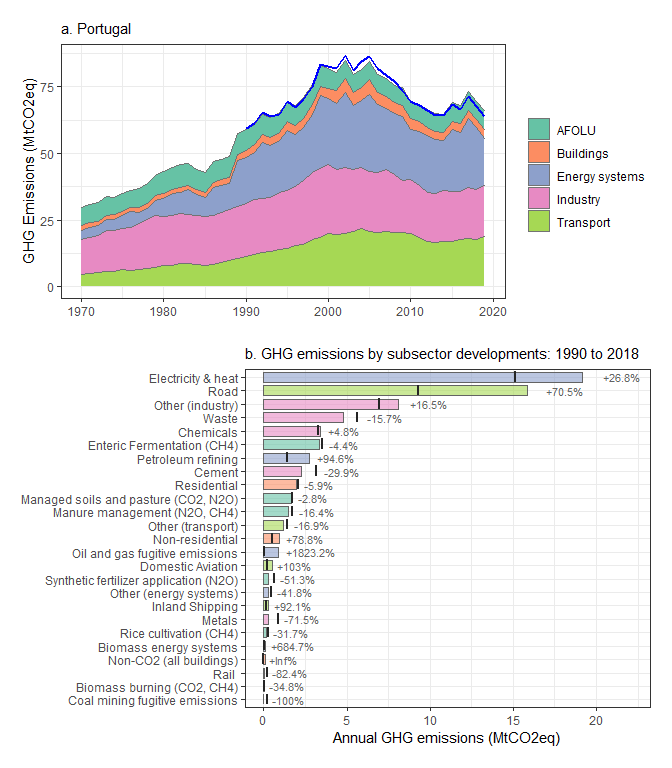 a. Portugal
GHG Emissions (MtCO2eq)
75
50
25
0
1970
1980
1990
2000
2010
2020
AFOLU
Buildings
Energy systems
Industry
Transport
b. GHG emissions by subsector developments: 1990 to 2018
Electricity & heat +26.8%
Road +70.5%
Other (industry) +16.5%
Waste -15.7%
Chemicals +4.8%
Enteric Fermentation (CH4) -4.4%
Petroleum refining +94.6%
Cement -29.9%
Residential -5.9%
Managed soils and pasture (CO2, N2O) -2.8%
Manure management (N2O, CH4) -16.4%
Other (transport) -16.9%
Non-residential +78.8%
Oil and gas fugitive emissions +1823.2%
Domestic Aviation +103%
Synthetic fertilizer application (N2O) -51.3%
Other (energy systems) -41.8%
Inland Shipping +92.1%
Metals -71.5%
Rice cultivation (CH4) -31.7%
Biomass energy systems +684.7%
Non-CO2 (all buildings) +Inf%
Rail -82.4%
Biomass burning (CO2, CH4) -34.8%
Coal mining fugitive emissions -100%
0
5
10
15
20
Annual GHG emissions (MtCO2eq)